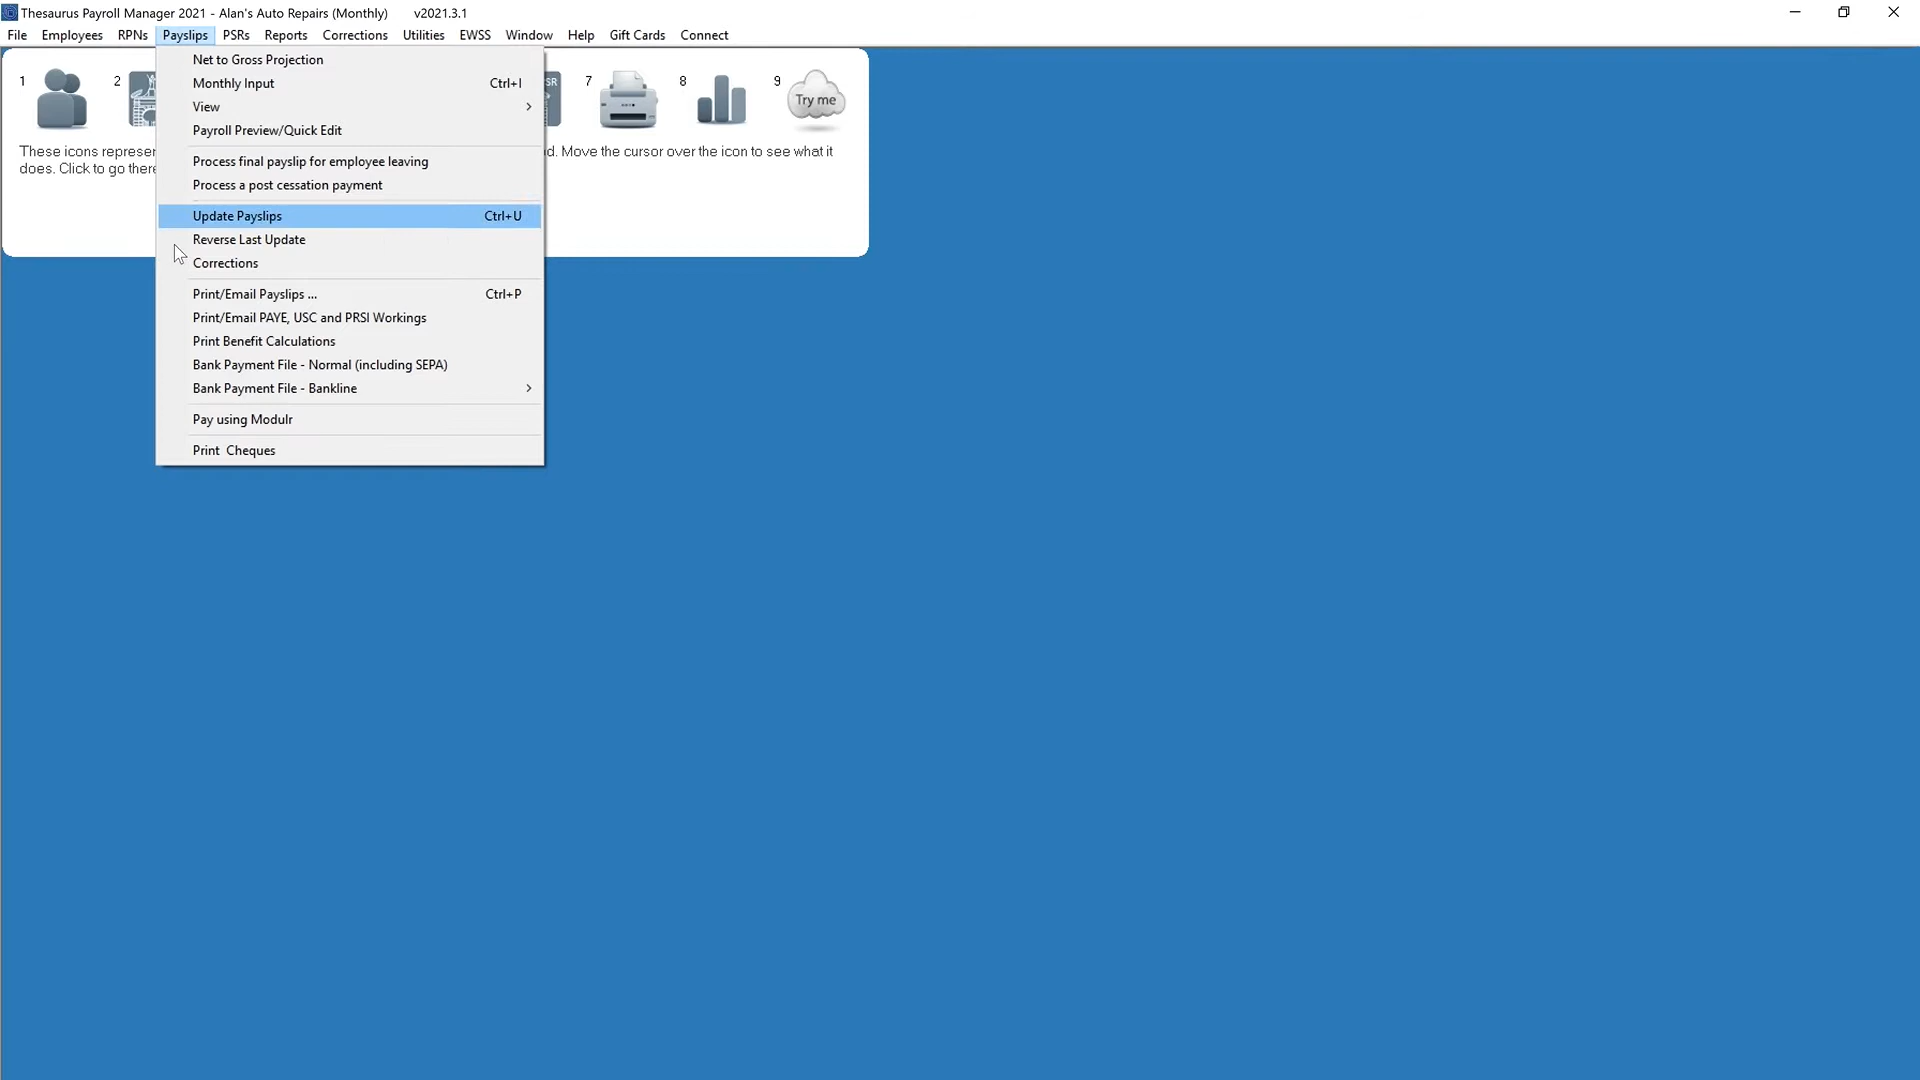 Thesaurus Payroll Manager 2021 - Alan's Auto Repairs (Monthly) v2021.3.1
File Employees RPNs Payslips PSRs Reports Corrections Utilities EWSS Window Help Gift Cards Connect
Net to Gross Projection
Monthly Input Ctrl+I
View
Payroll Preview/Quick Edit
Process final payslip for employee leaving
Process a post cessation payment
Update Payslips Ctrl+U
Reverse Last Update
Corrections
Print/Email Payslips ... Ctrl+P
Print/Email PAYE, USC and PRSI Workings
Print Benefit Calculations
Bank Payment File - Normal (including SEPA)
Bank Payment File - Bankline
Pay using Modulr
Print Cheques
1 2 SR 7 8 9 Try me
These icons d. Move the cursor over the icon to see what it
does. Click to go